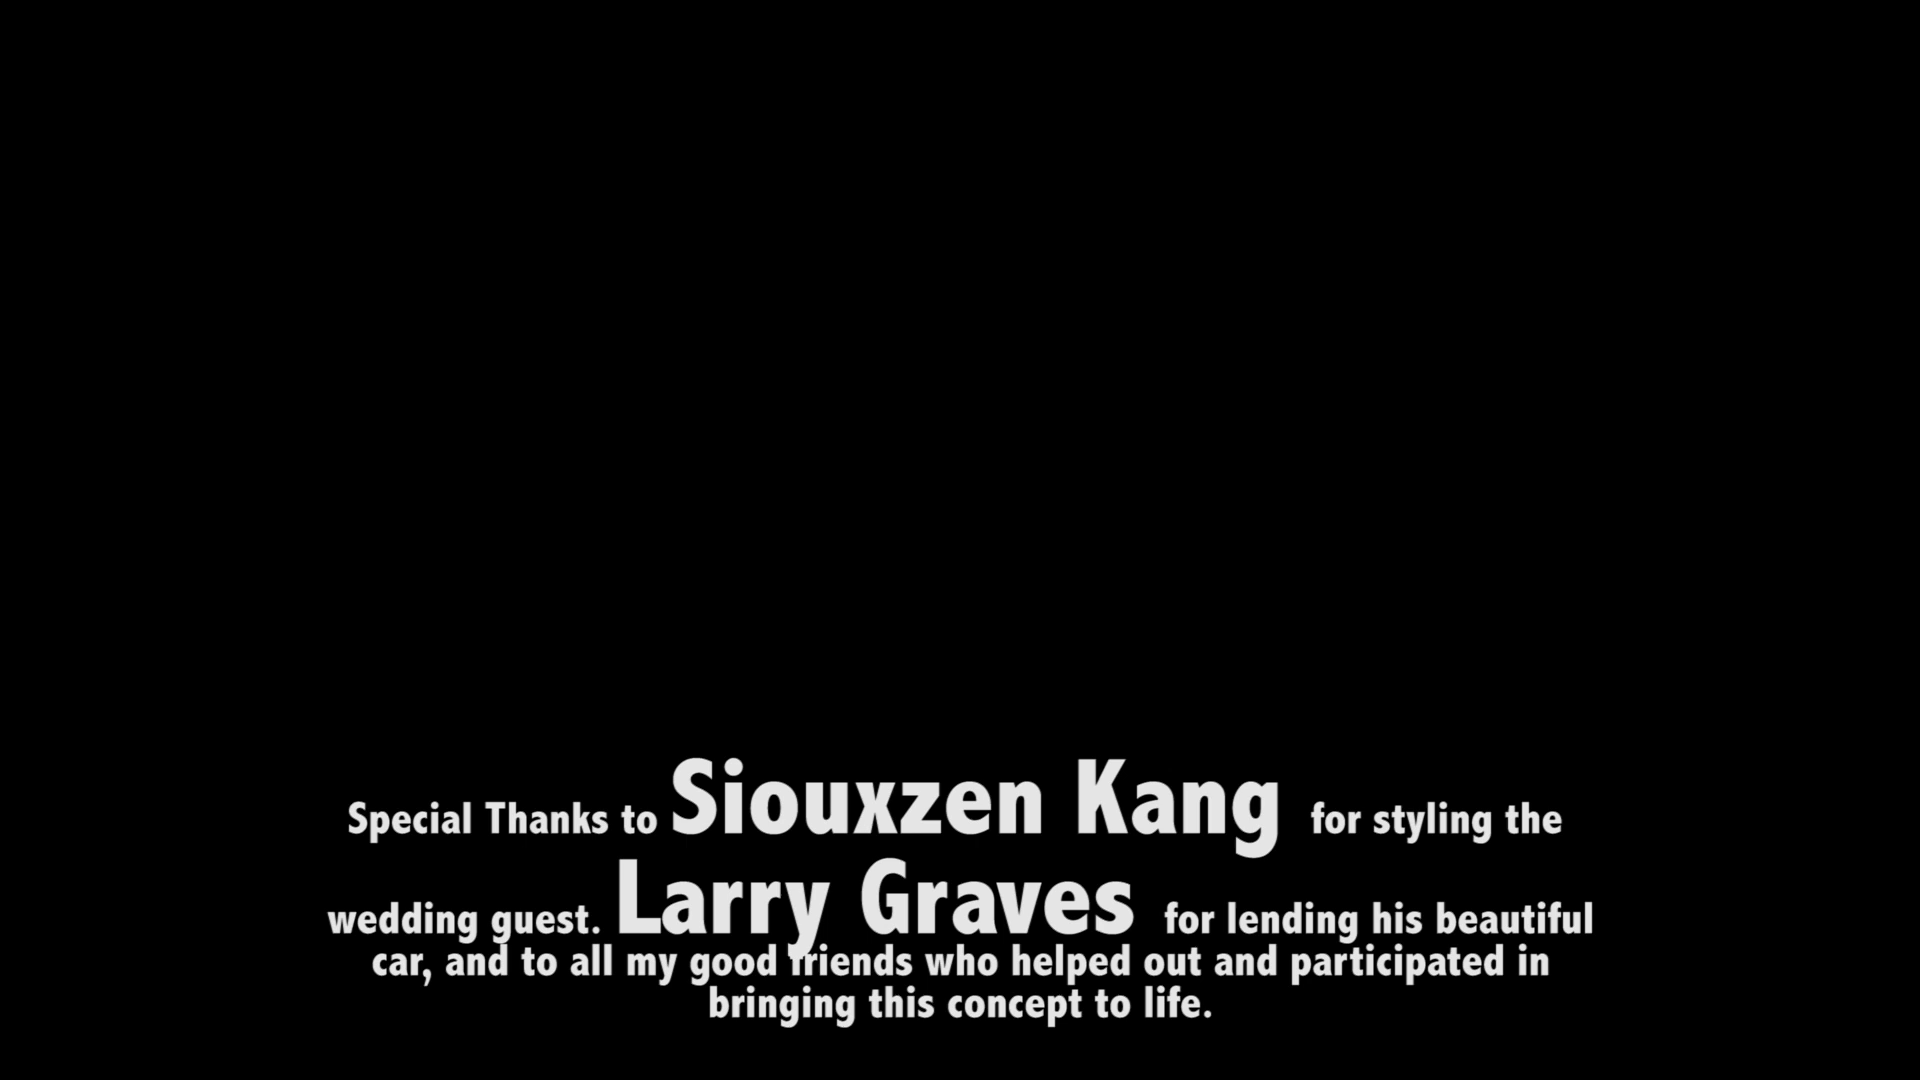 Special Thanks to Siouxzen Kang for styling the
wedding guest. Larry Graves for lending his beautiful
car, and to all my good friends who helped out and participated in
bringing this concept to life.